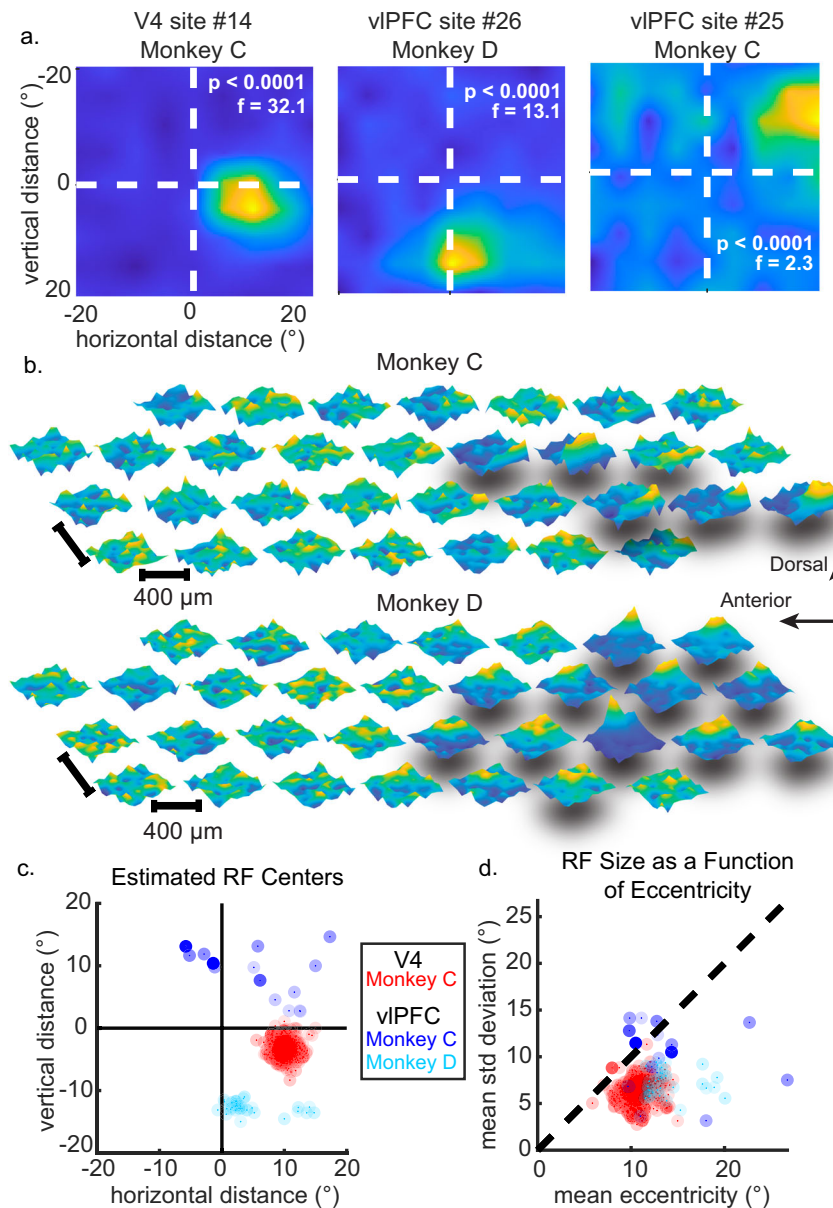 a.
V4 site #14
Monkey C
vlPFC site #26
Monkey D
vlPFC site #25
Monkey C
-20
0
20
vertical distance (°)
-20
0
20
horizontal distance (°)
p < 0.0001
f = 32.1
p < 0.0001
f = 13.1
p < 0.0001
f = 2.3
b.
Monkey C
400 µm
Dorsal
Anterior
Monkey D
400 µm
c.
Estimated RF Centers
20
10
0
-10
-20
vertical distance (°)
-20
-10
0
10
20
horizontal distance (°)
V4
Monkey C
vlPFC
Monkey C
Monkey D
d.
RF Size as a Function
of Eccentricity
25
20
15
10
5
0
mean std deviation (°)
0
10
20
mean eccentricity (°)